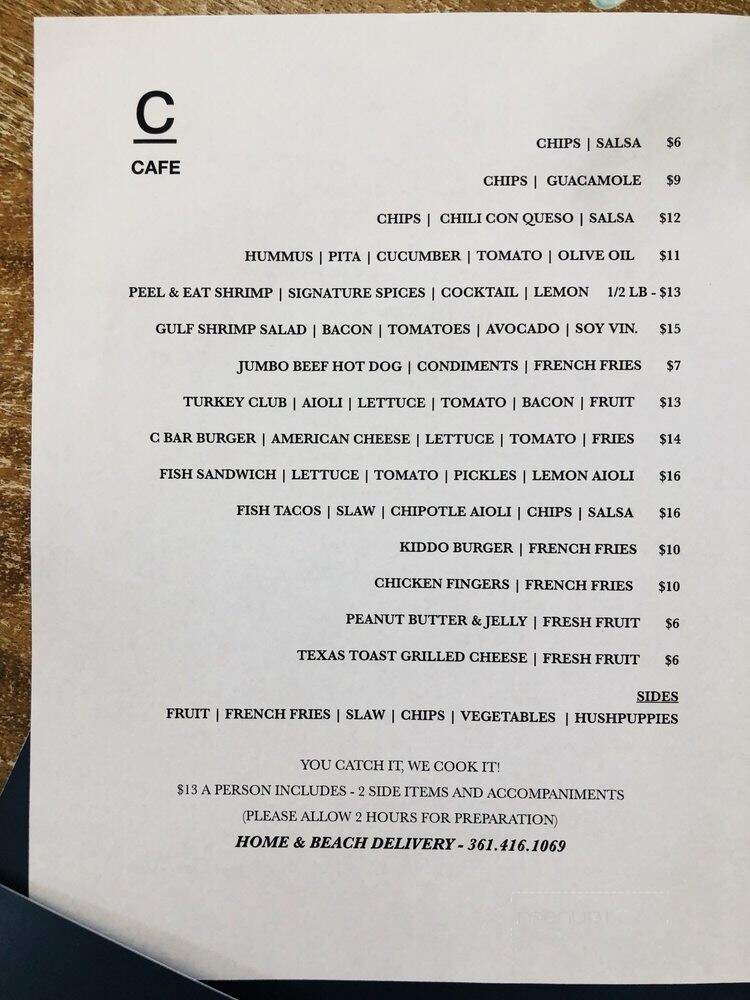 C
CAFE
CHIPS | SALSA $6
CHIPS | GUACAMOLE $9
CHIPS | CHILI CON QUESO | SALSA $12
HUMMUS | PITA | CUCUMBER | TOMATO | OLIVE OIL $11
PEEL & EAT SHRIMP | SIGNATURE SPICES | COCKTAIL | LEMON 1/2 LB - $13
GULF SHRIMP SALAD | BACON | TOMATOES | AVOCADO | SOY VIN. $15
JUMBO BEEF HOT DOG | CONDIMENTS | FRENCH FRIES $7
TURKEY CLUB | AIOLI | LETTUCE | TOMATO | BACON | FRUIT $13
C BAR BURGER | AMERICAN CHEESE | LETTUCE | TOMATO | FRIES $14
FISH SANDWICH | LETTUCE | TOMATO | PICKLES | LEMON AIOLI $16
FISH TACOS | SLAW | CHIPOTLE AIOLI | CHIPS | SALSA $16
KIDDO BURGER | FRENCH FRIES $10
CHICKEN FINGERS | FRENCH FRIES $10
PEANUT BUTTER & JELLY | FRESH FRUIT $6
TEXAS TOAST GRILLED CHEESE | FRESH FRUIT $6
SIDES
FRUIT | FRENCH FRIES | SLAW | CHIPS | VEGETABLES | HUSHPUPPIES
YOU CATCH IT, WE COOK IT!
$13 A PERSON INCLUDES - 2 SIDE ITEMS AND ACCOMPANIMENTS
(PLEASE ALLOW 2 HOURS FOR PREPARATION)
HOME & BEACH DELIVERY - 361.416.1069